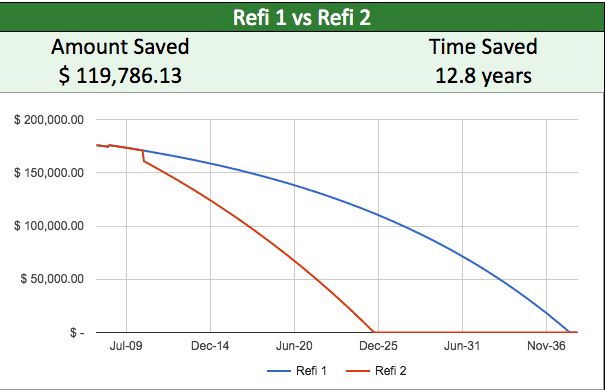 Refi 1 vs Refi 2
Amount Saved Time Saved
$ 119,786.13 12.8 years
$ 200,000.00
$ 150,000.00
$ 100,000.00
$ 50,000.00
$ -
Jul-09 Dec-14 Jun-20 Dec-25 Jun-31 Nov-36
Refi 1 Refi 2